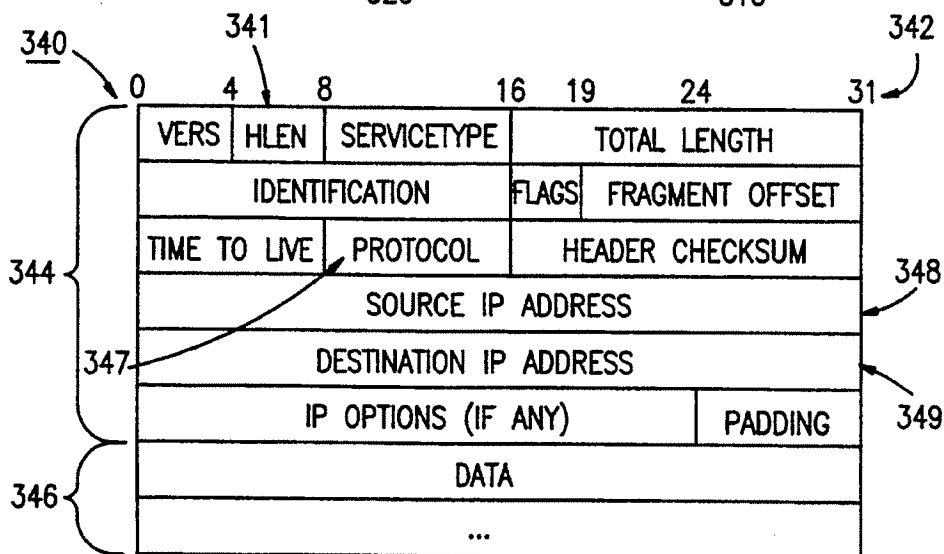 341
342
340
0 4 8 16 19 24 31
VERS HLEN SERVICETYPE TOTAL LENGTH
IDENTIFICATION FLAGS FRAGMENT OFFSET
TIME TO LIVE PROTOCOL HEADER CHECKSUM
344
348
SOURCE IP ADDRESS
347
DESTINATION IP ADDRESS
349
IP OPTIONS (IF ANY) PADDING
346
DATA
...